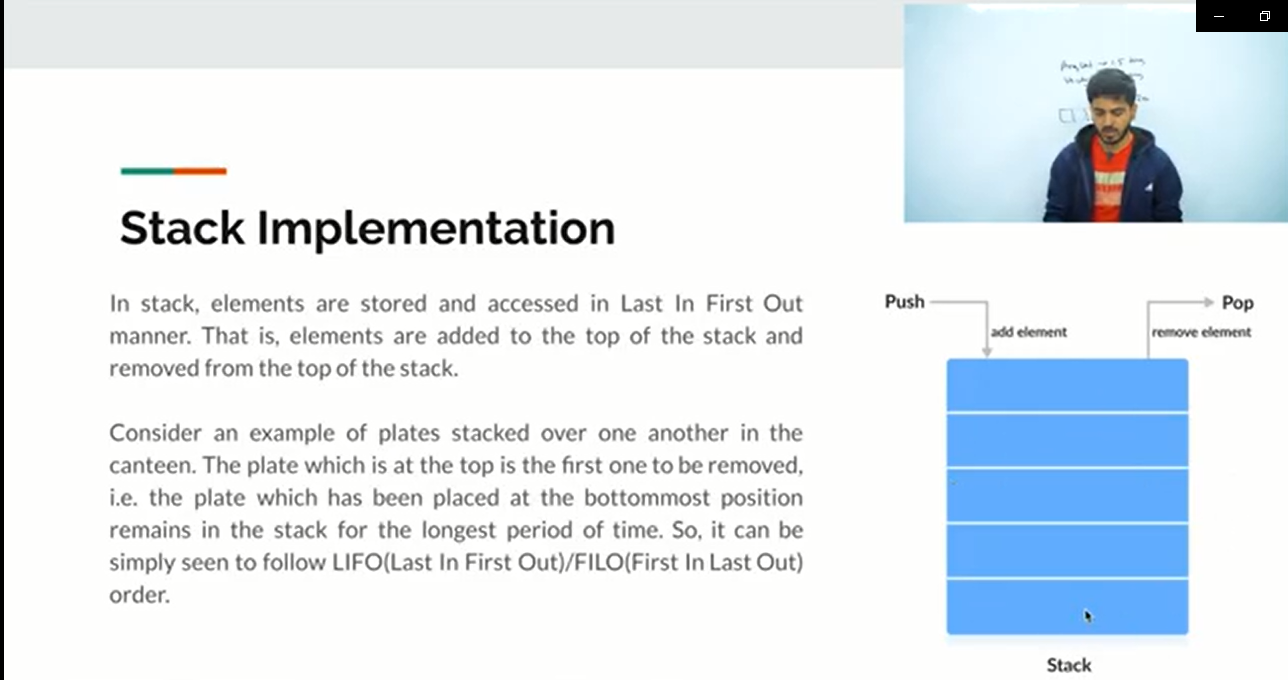 Stack Implementation
In stack, elements are stored and accessed in Last In First Out
manner. That is, elements are added to the top of the stack and
removed from the top of the stack.
Consider an example of plates stacked over one another in the
canteen. The plate which is at the top is the first one to be removed,
i.e. the plate which has been placed at the bottommost position
remains in the stack for the longest period of time. So, it can be
simply seen to follow LIFO(Last In First Out)/FILO(First In Last Out)
order.
Push
Pop
add element
remove element
Stack